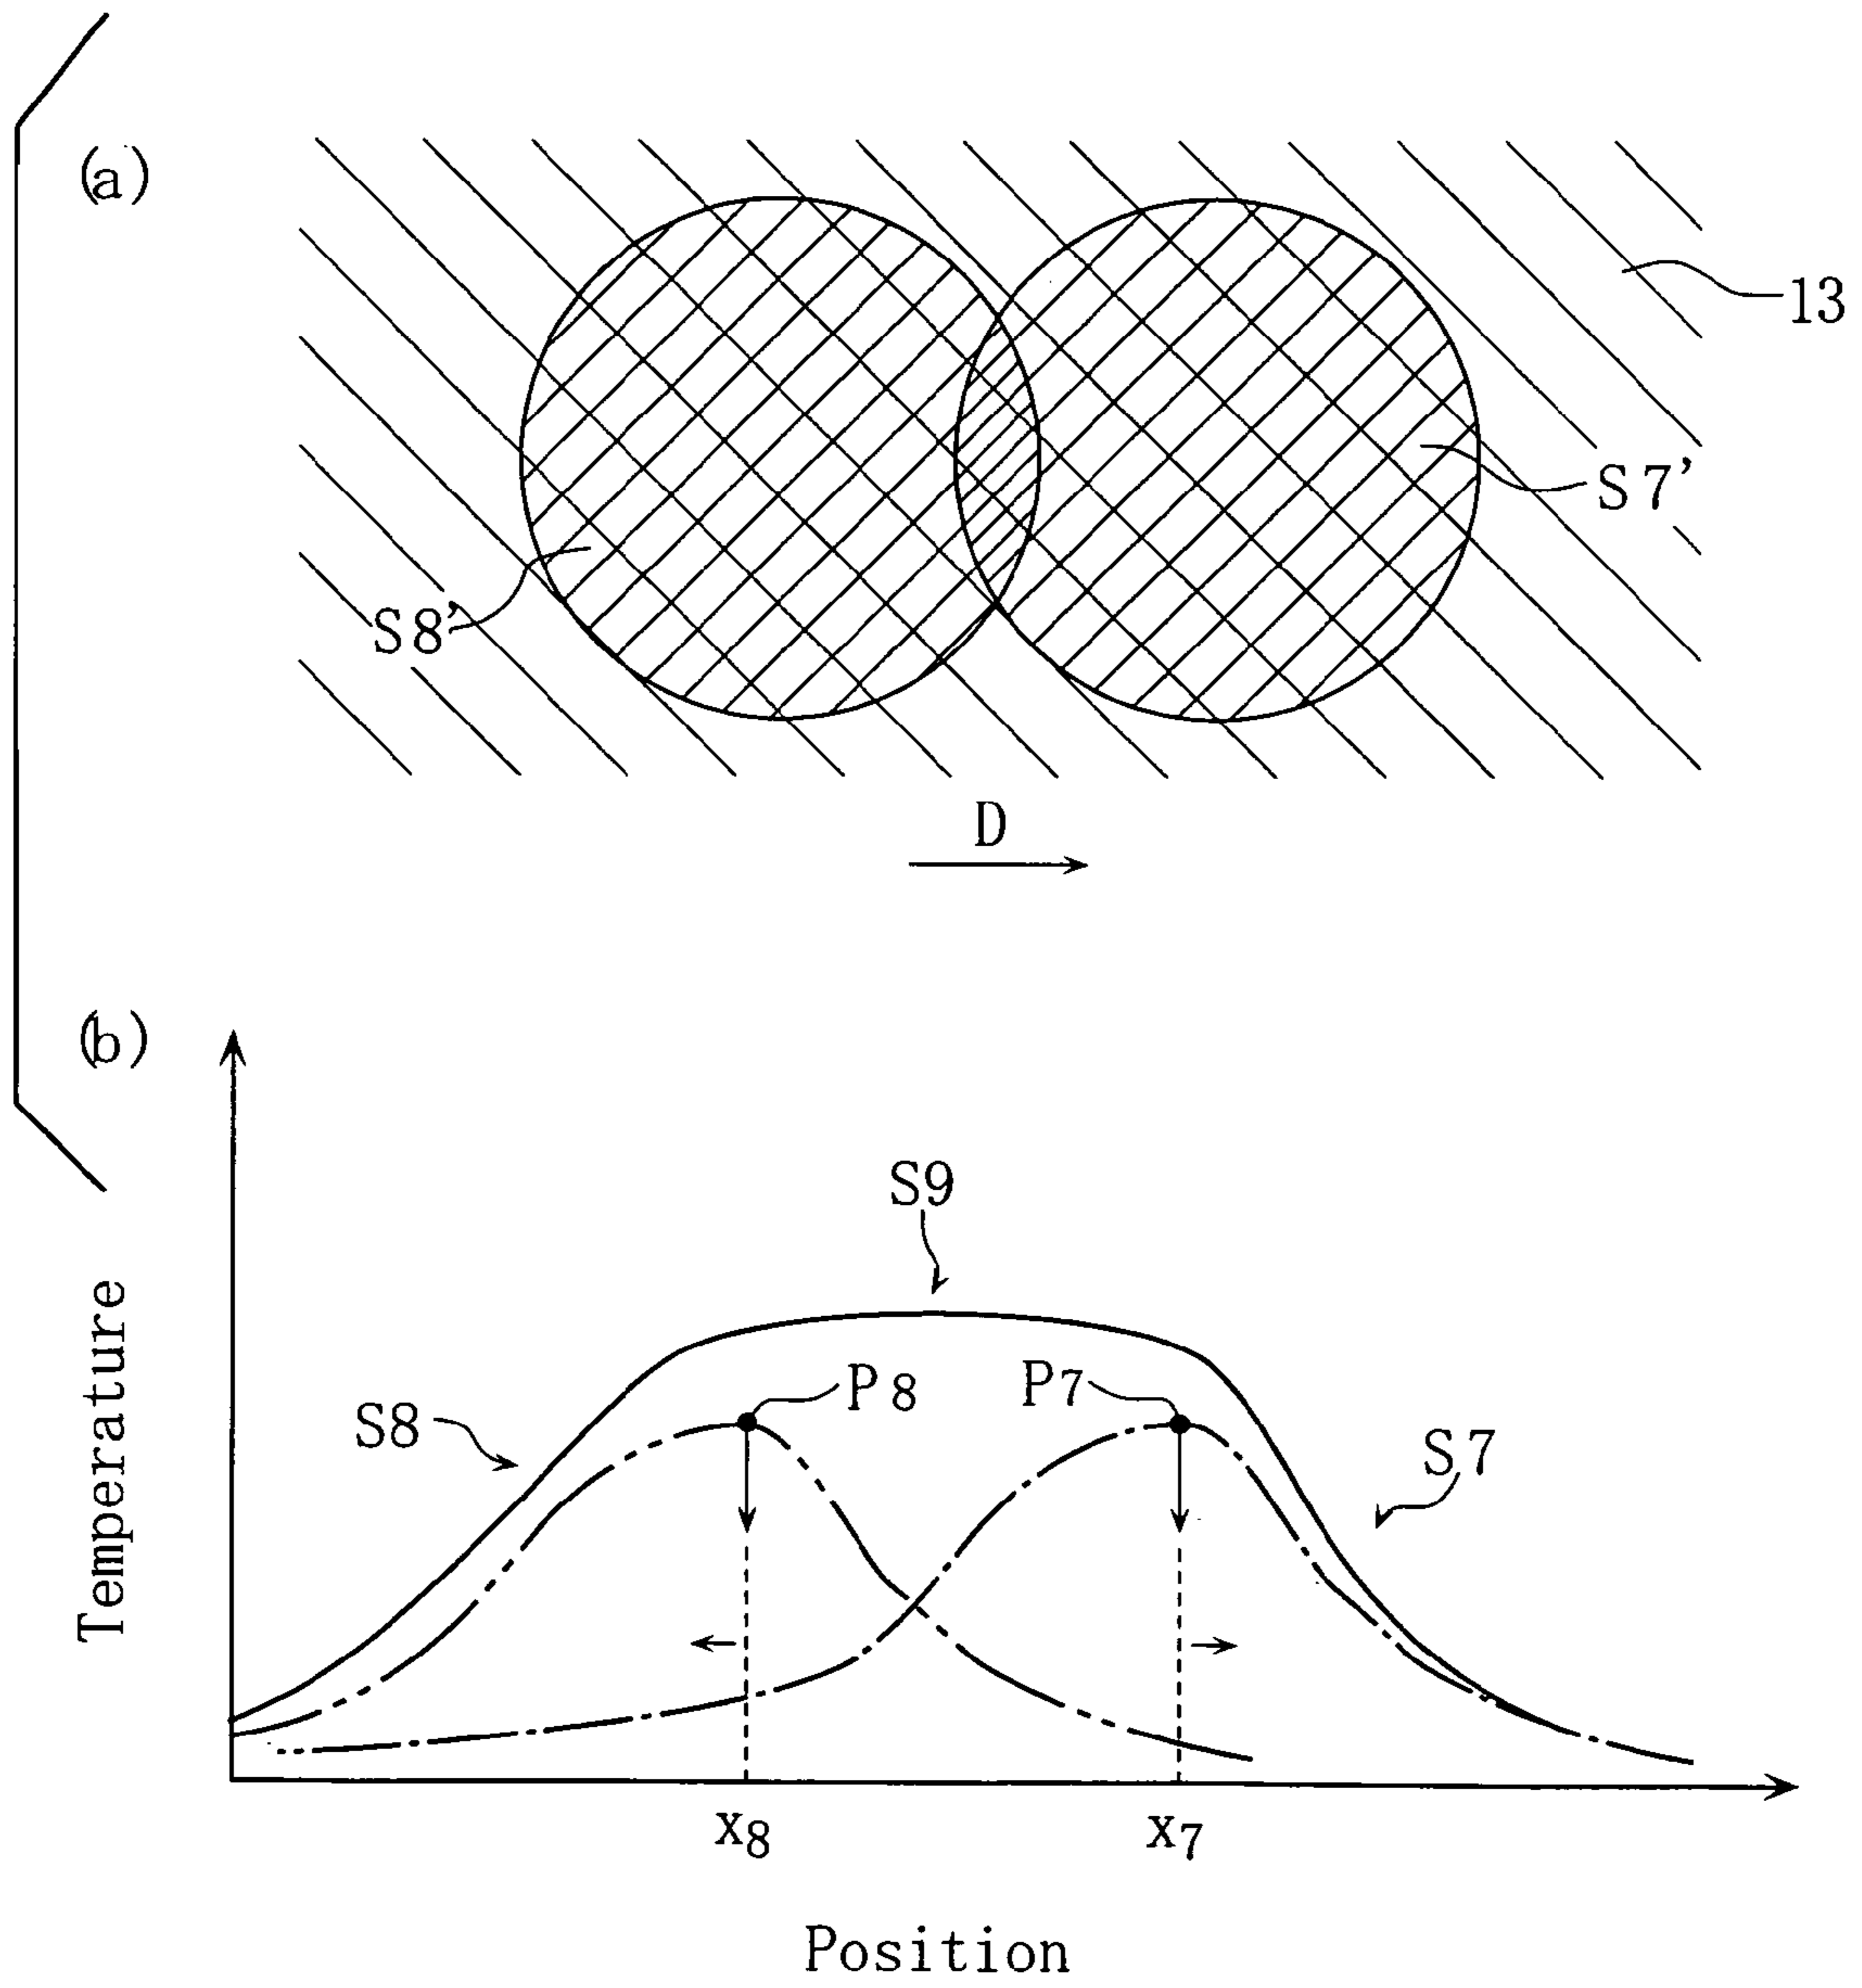 (a)
13
S7'
S8'
D
(b)
S9
P8
P7
S8
S7
Temperature
x8
x7
Position